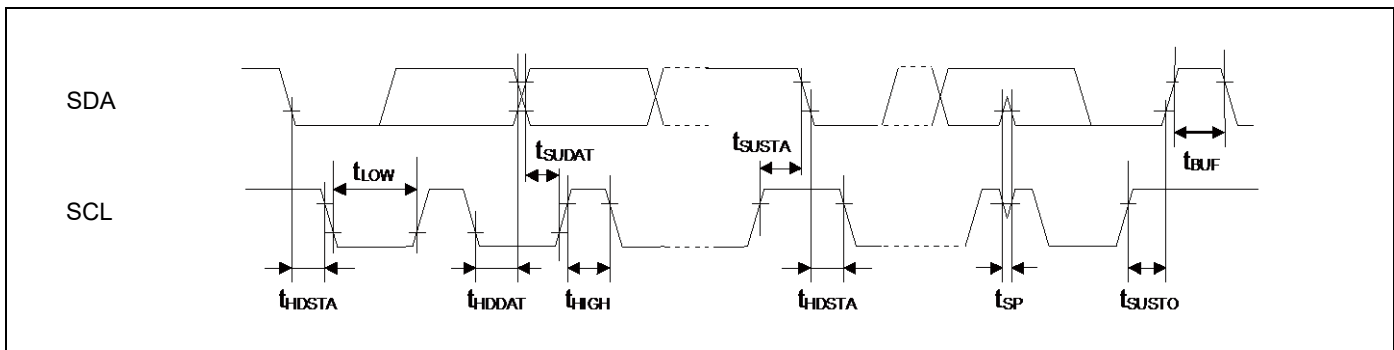 SDA
tSUDAT
tSUSTA
tBUF
tLOW
SCL
tHDSTA
tHDDAT
tHIGH
tHDSTA
tSP
tSUSTO